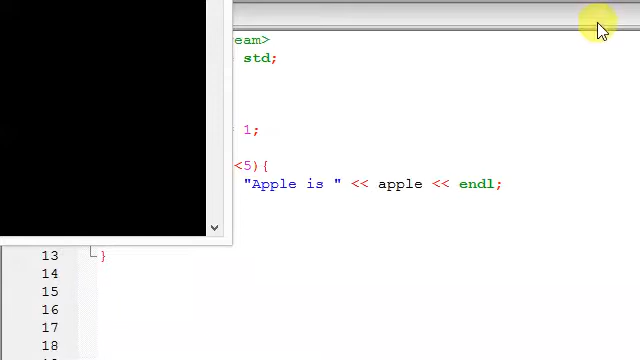 eam>
std;
1;
<5){
"Apple is " << apple << endl;
13 }
14
15
16
17
18